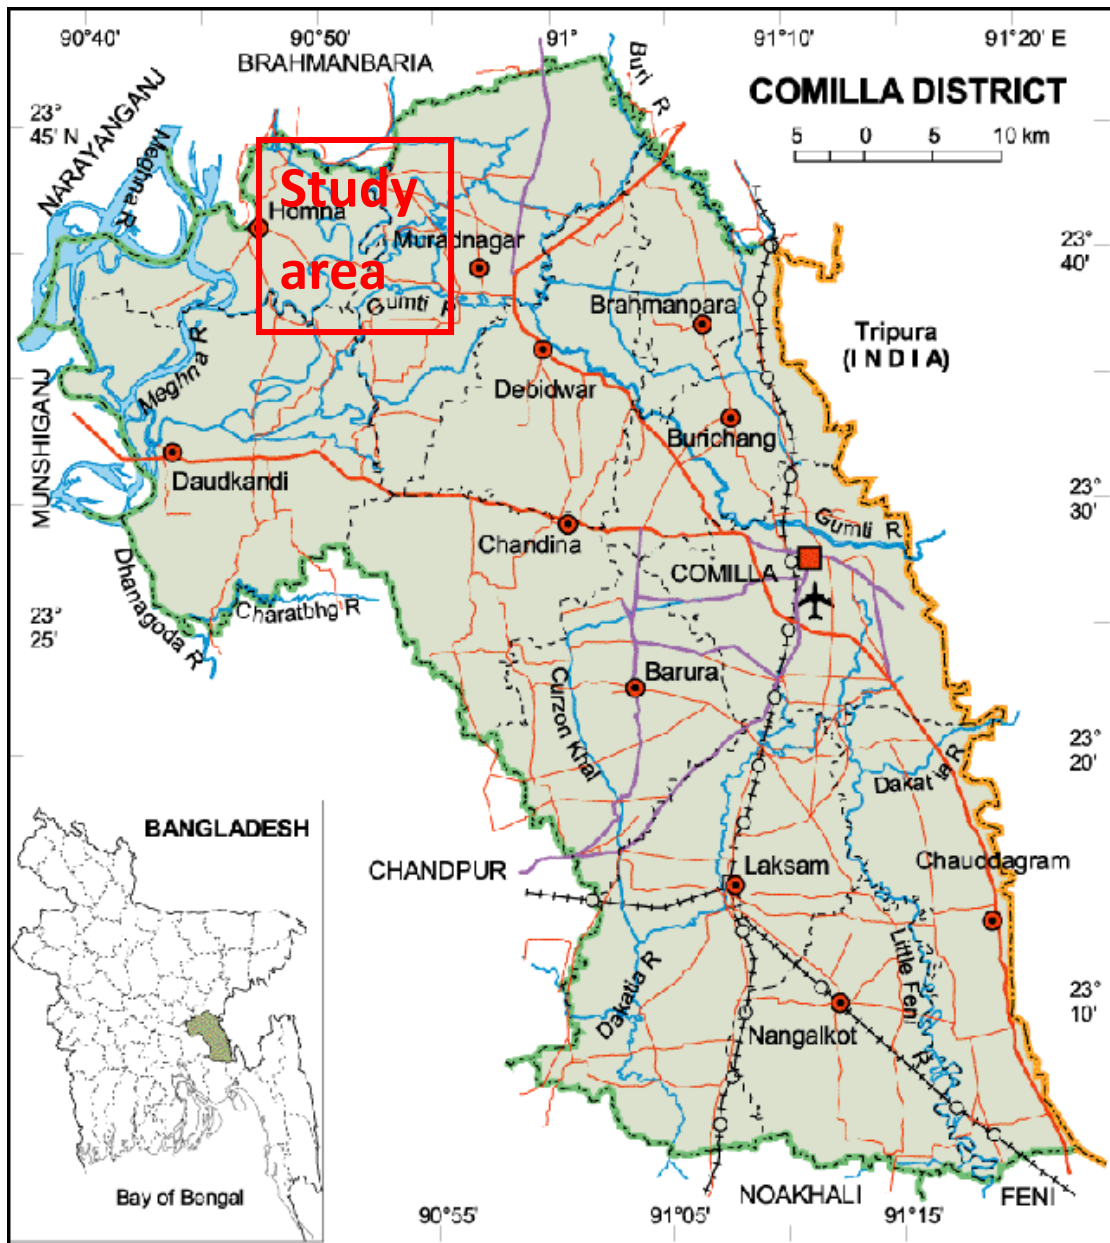 90°40'
90°50'
91°
91°10'
91°20' E
BRAHMANBARIA
Buri R
COMILLA DISTRICT
5 0 5 10 km
23°
45' N
NARAYANGANJ
Meghna R
Study
area
Homna
Muradnagar
Gumti R
23°
40'
Brahmanpara
Tripura
(INDIA)
Meghna R
Debidwar
MUNSHIGANJ
Burichang
Daudkandi
23°
30'
Gumti R
Chandina
COMILLA
Dhanagoda R
Charatbhg R
23°
25'
Barura
Curzon Khal
23°
20'
Dakatia R
BANGLADESH
CHANDPUR
Laksam
Chauddagram
Little Feni R
Dakatia R
23°
10'
Nangalkot
Bay of Bengal
NOAKHALI
FENI
90°55'
91°05'
91°15'